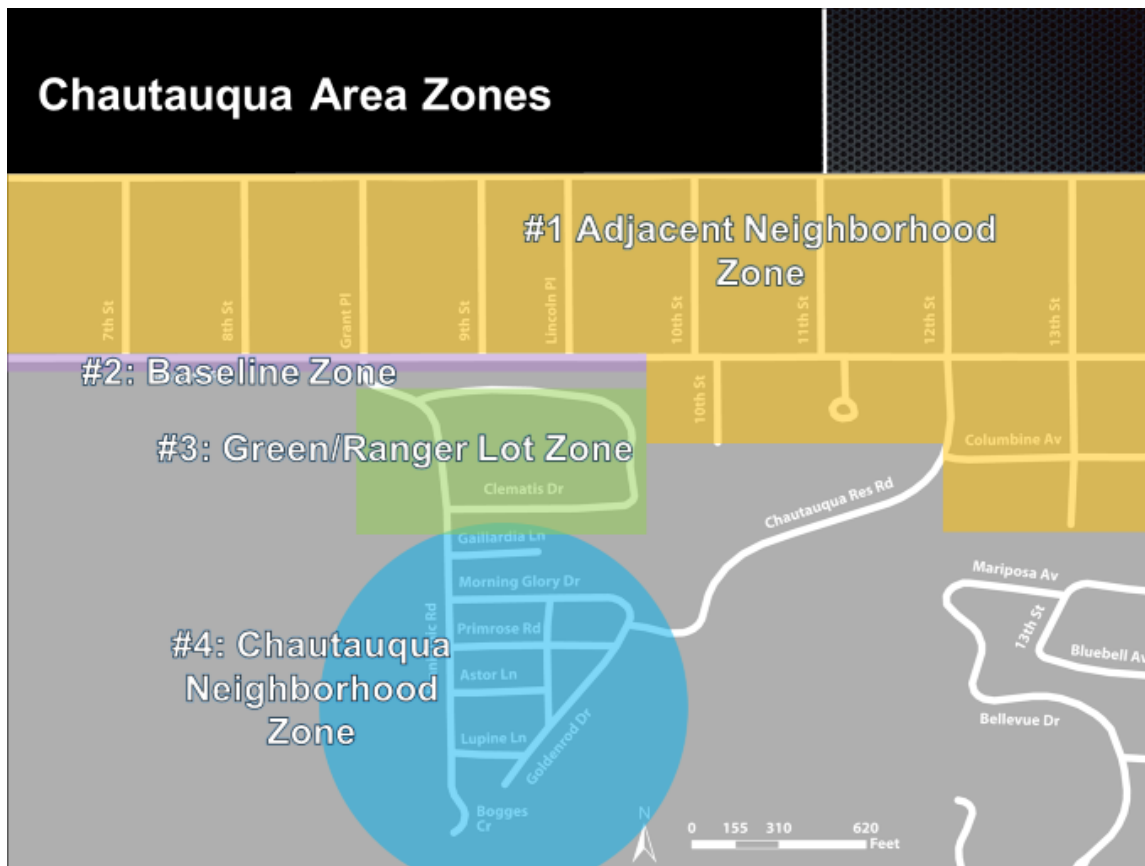 Chautauqua Area Zones
#1 Adjacent Neighborhood
Zone
7th St
8th St
Grant Pl
9th St
Lincoln Pl
10th St
11th St
12th St
13th St
#2: Baseline Zone
10th St
Columbine Av
#3: Green/Ranger Lot Zone
Clematis Dr
Chautauqua Res Rd
Gaillardia Ln
Mariposa Av
Morning Glory Dr
13th St
Primrose Rd
#4: Chautauqua
Neighborhood
Zone
Bluebell Av
Astor Ln
Bellevue Dr
Lupine Ln
Goldenrod Dr
Bogges
Cr
N
0 155 310 620
Feet